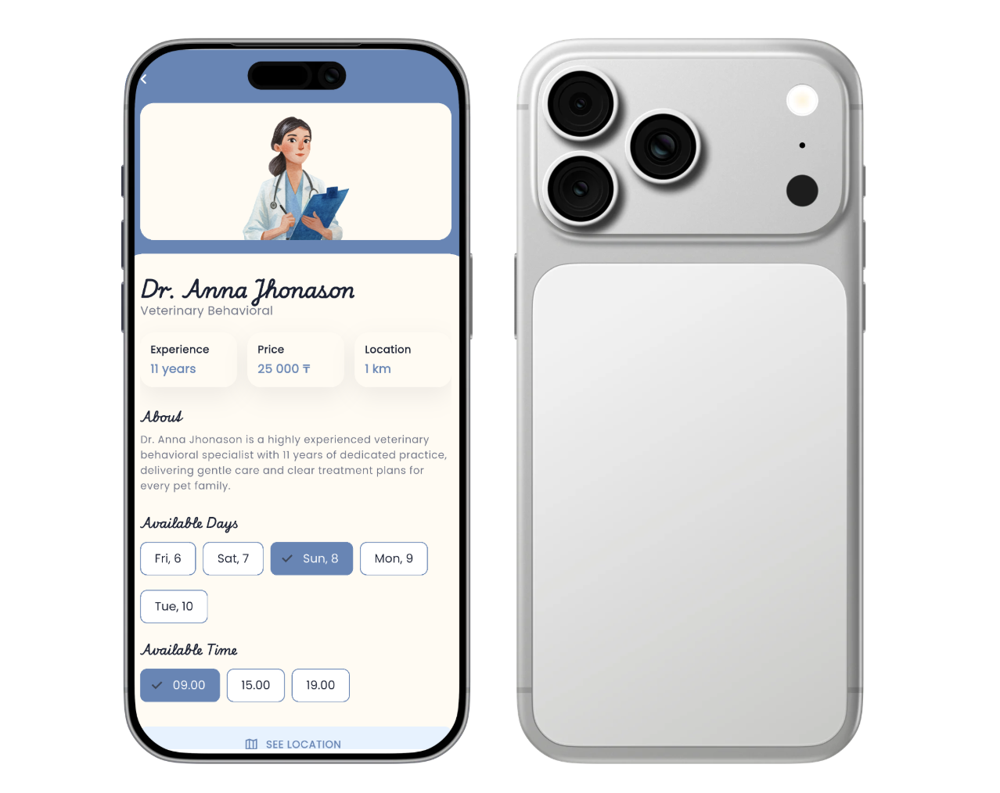 Dr. Anna Jhonason
Veterinary Behavioral
Experience
11 years
Price
25 000 ₸
Location
1 km
About
Dr. Anna Jhonason is a highly experienced veterinary
behavioral specialist with 11 years of dedicated practice,
delivering gentle care and clear treatment plans for
every pet family.
Available Days
Fri, 6
Sat, 7
Sun, 8
Mon, 9
Tue, 10
Available Time
09.00
15.00
19.00
SEE LOCATION